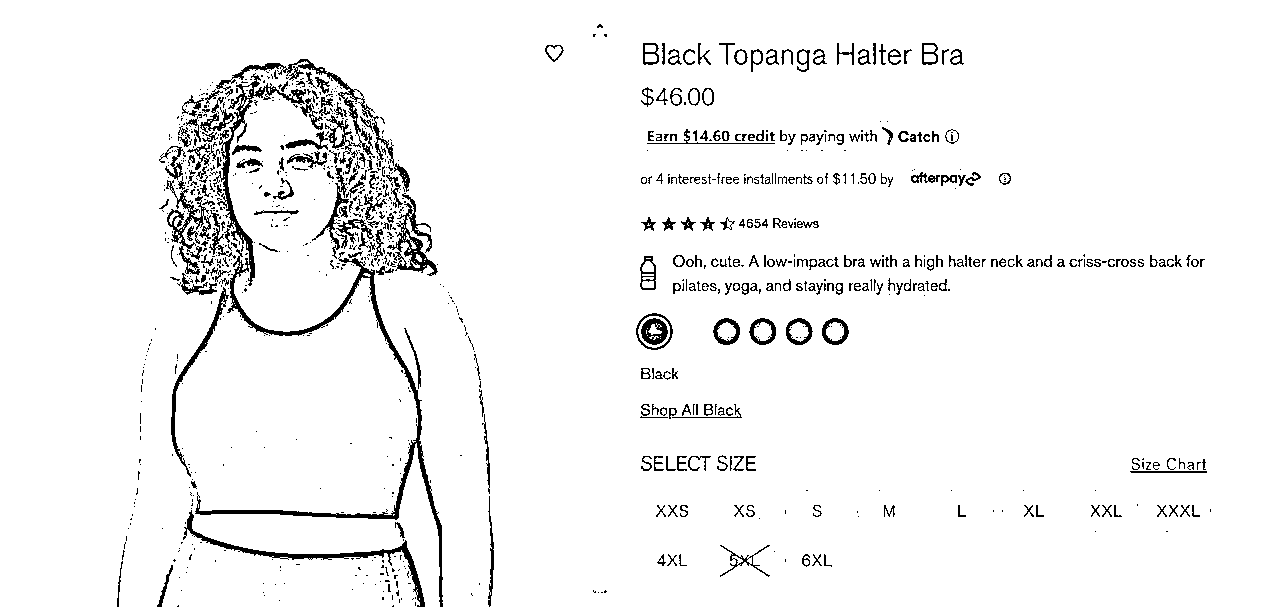 Black Topanga Halter Bra
$46.00
Earn $14.60 credit by paying with Catch
or 4 interest-free installments of $11.50 by afterpay
4654 Reviews
Ooh, cute. A low-impact bra with a high halter neck and a criss-cross back for
pilates, yoga, and staying really hydrated.
Black
Shop All Black
SELECT SIZE Size Chart
XXS XS S M L XL XXL XXXL
4XL 5XL 6XL